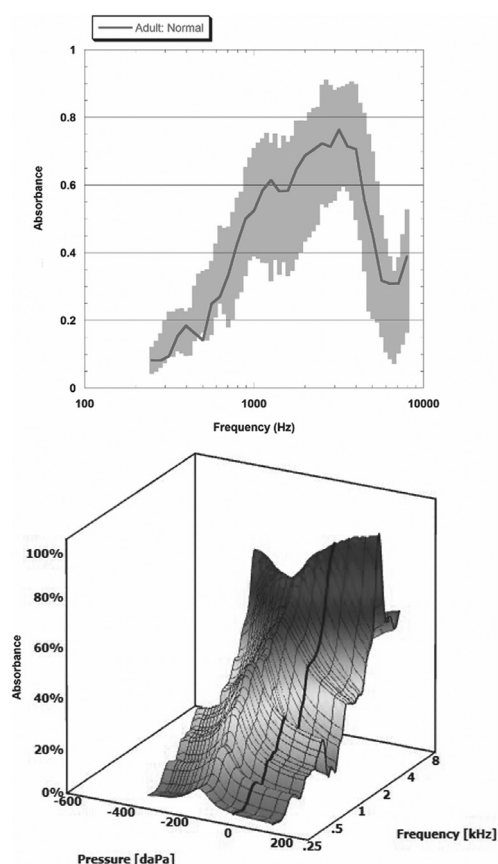 Adult: Normal
1
0.8
0.6
0.4
0.2
0
Absorbance
100 1000 10000
Frequency (Hz)
100%
80%
60%
40%
20%
0%
Absorbance
-600 -400 -200 0 200
.25 .5 1 2 4 8
Pressure [daPa]
Frequency [kHz]